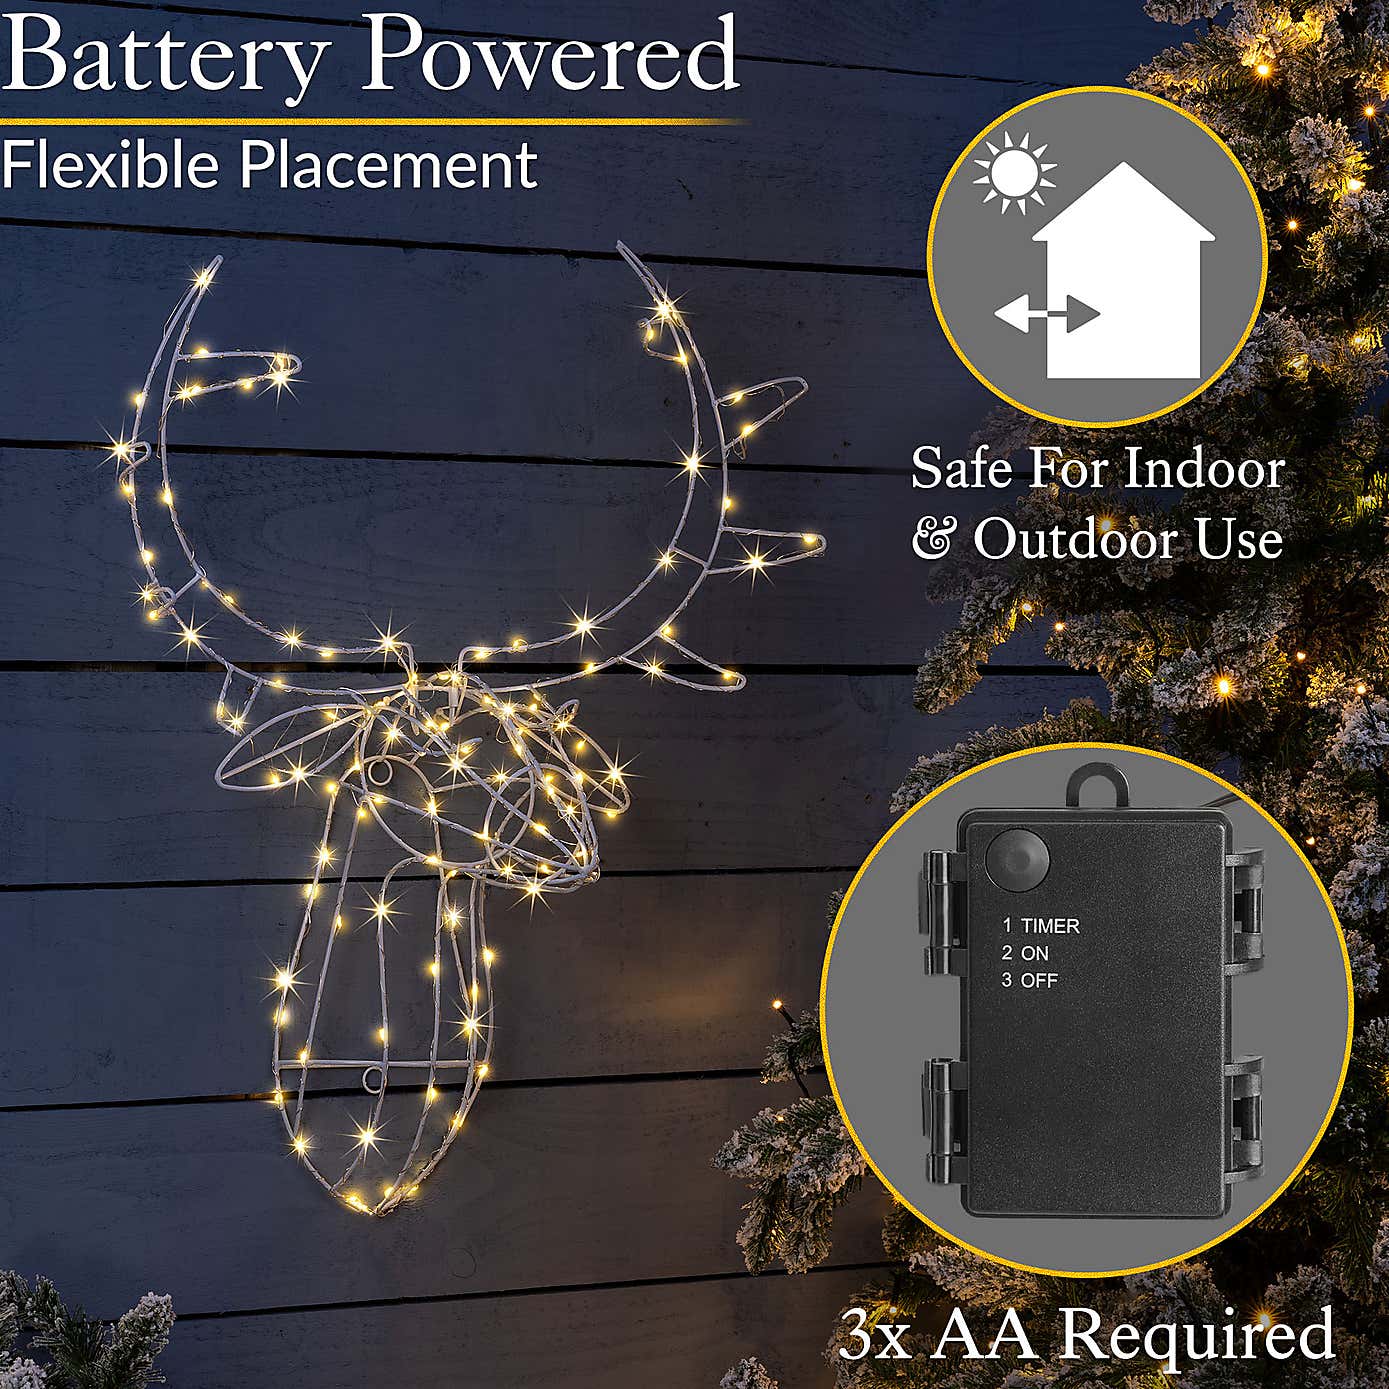 Battery Powered
Flexible Placement
Safe For Indoor
& Outdoor Use
1 TIMER
2 ON
3 OFF
3x AA Required